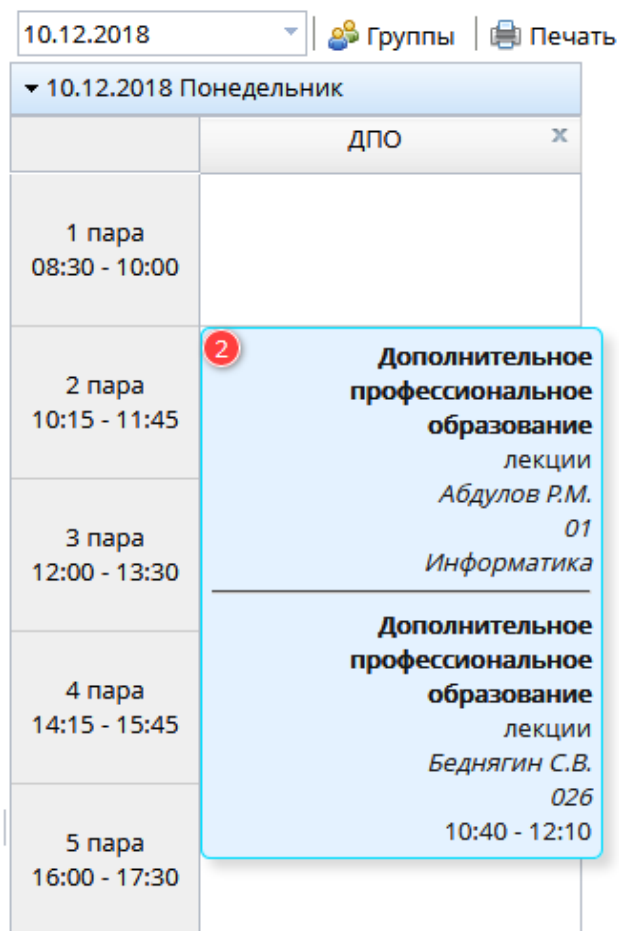 10.12.2018 Группы Печать
10.12.2018 Понедельник
ДПО x
1 пара
08:30 - 10:00
2 пара
10:15 - 11:45
3 пара
12:00 - 13:30
4 пара
14:15 - 15:45
5 пара
16:00 - 17:30
2
Дополнительное
профессиональное
образование
лекции
Абдулов Р.М.
01
Информатика
Дополнительное
профессиональное
образование
лекции
Беднягин С.В.
026
10:40 - 12:10